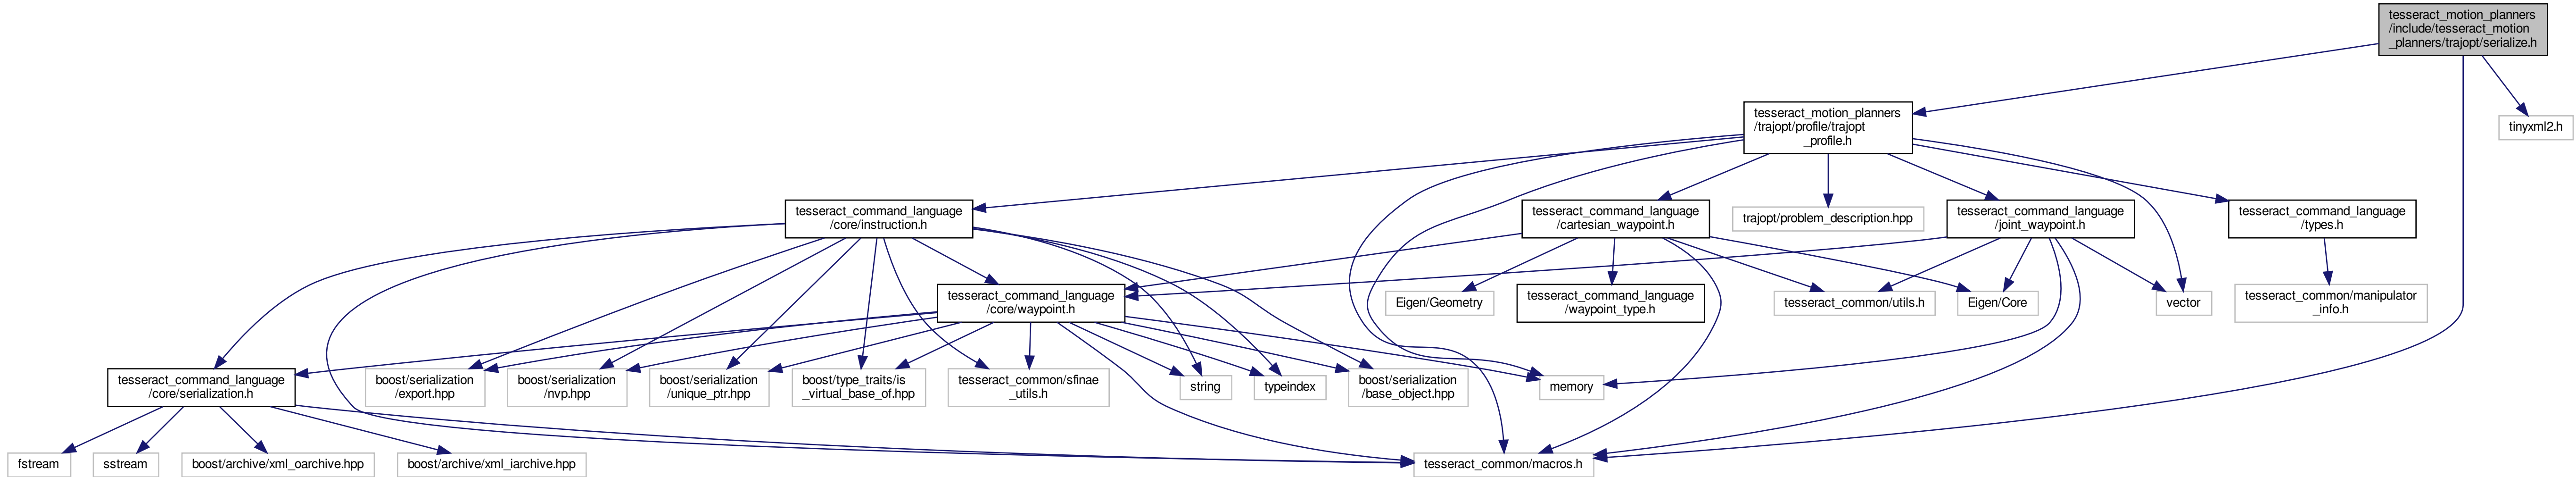 tesseract_motion_planners
/include/tesseract_motion
_planners/trajopt/serialize.h
tesseract_motion_planners
/trajopt/profile/trajopt
_profile.h
tinyxml2.h
tesseract_command_language
/core/instruction.h
tesseract_command_language
/cartesian_waypoint.h
trajopt/problem_description.hpp
tesseract_command_language
/joint_waypoint.h
tesseract_command_language
/types.h
tesseract_command_language
/core/waypoint.h
Eigen/Geometry
tesseract_command_language
/waypoint_type.h
tesseract_common/utils.h
Eigen/Core
vector
tesseract_common/manipulator
_info.h
tesseract_command_language
/core/serialization.h
boost/serialization
/export.hpp
boost/serialization
/nvp.hpp
boost/serialization
/unique_ptr.hpp
boost/type_traits/is
_virtual_base_of.hpp
tesseract_common/sfinae
_utils.h
string
typeindex
boost/serialization
/base_object.hpp
memory
fstream
sstream
boost/archive/xml_oarchive.hpp
boost/archive/xml_iarchive.hpp
tesseract_common/macros.h